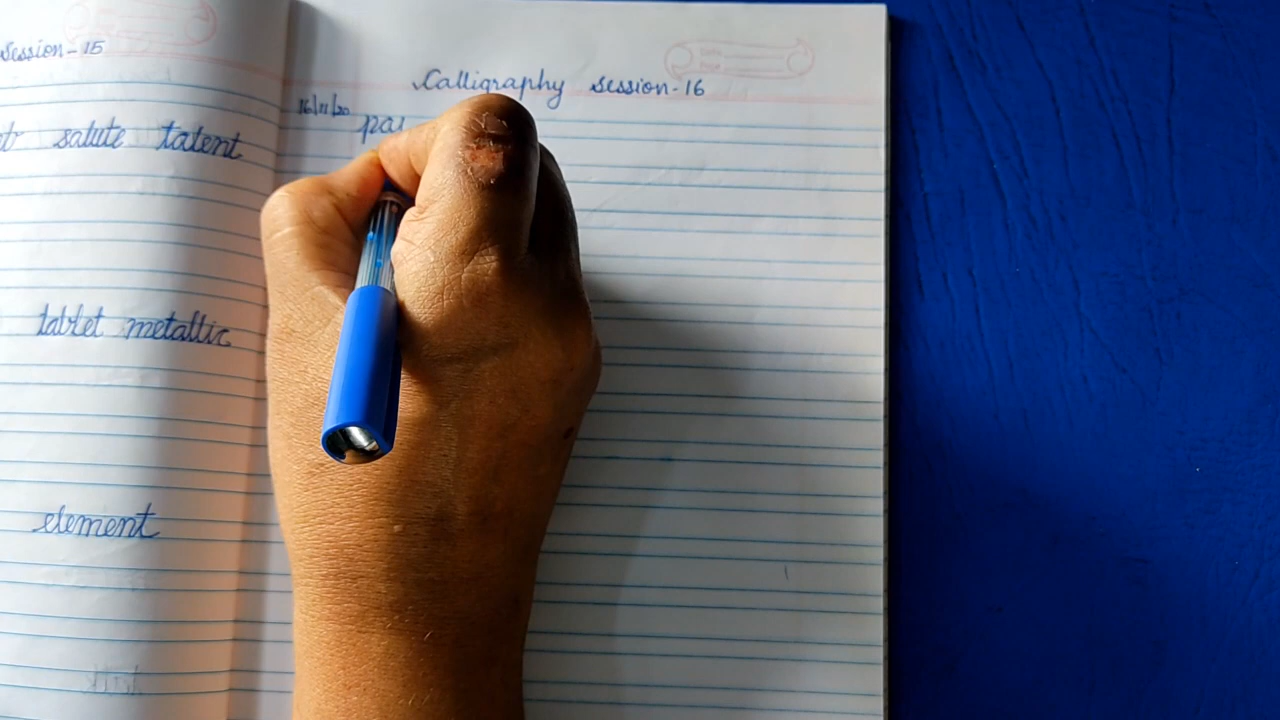 Session-15
salute talent
tablet metallic
element
Calligraphy Session-16
16/11/20
pa